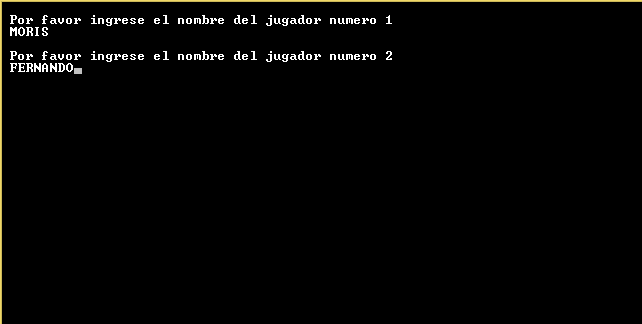 Por favor ingrese el nombre del jugador numero 1
MORIS
Por favor ingrese el nombre del jugador numero 2
FERNANDO